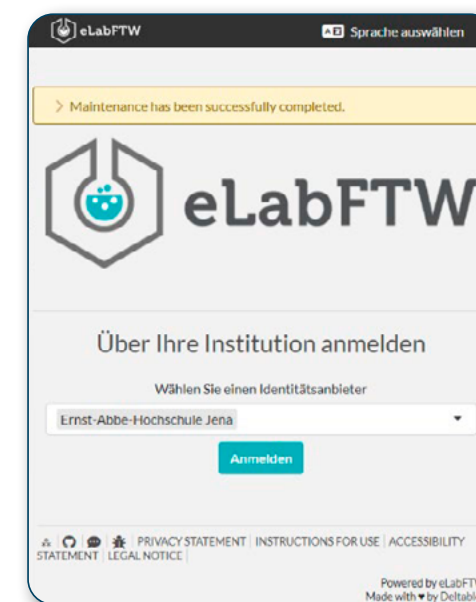 eLabFTW
Sprache auswählen
Maintenance has been successfully completed.
eLabFTW
Über Ihre Institution anmelden
Wählen Sie einen Identitätsanbieter
Ernst-Abbe-Hochschule Jena
Anmelden
PRIVACY STATEMENT INSTRUCTIONS FOR USE ACCESSIBILITY
STATEMENT LEGAL NOTICE
Powered by eLabFT
Made with ♥ by Deltabl